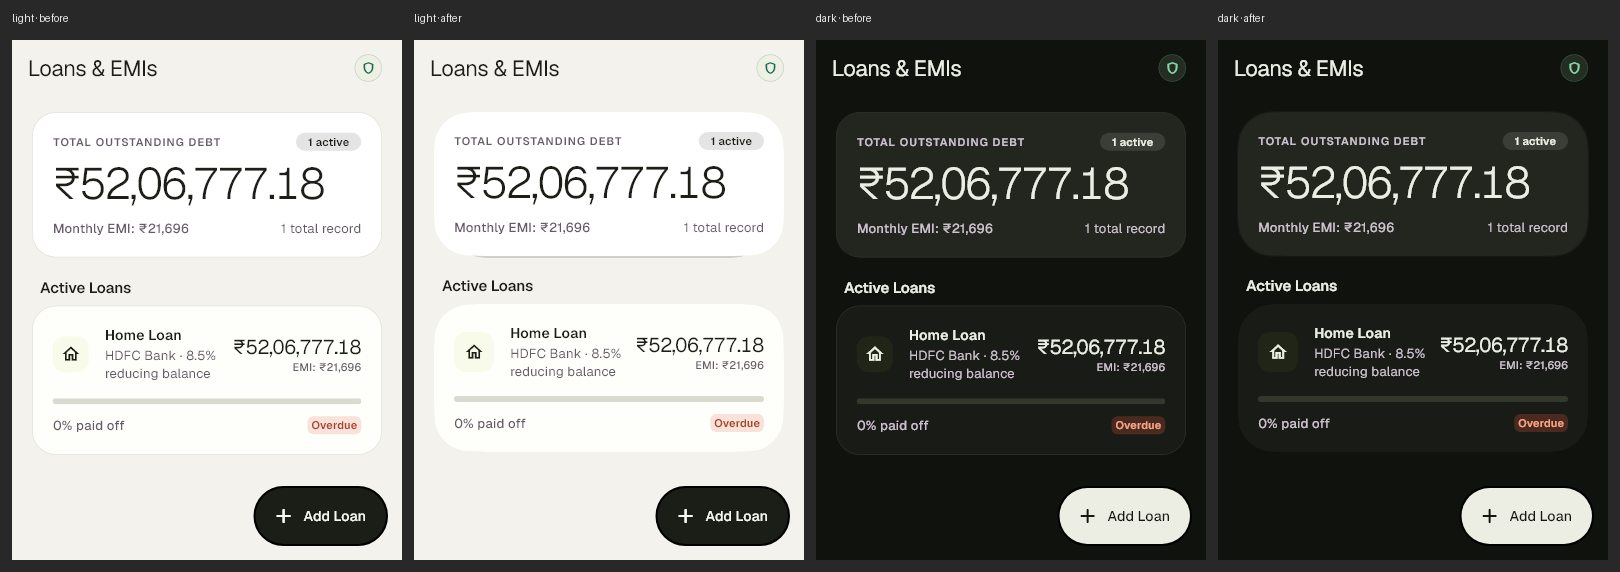 light·before
Loans & EMIs
TOTAL OUTSTANDING DEBT
1 active
₹52,06,777.18
Monthly EMI: ₹21,696
1 total record
Active Loans
Home Loan
HDFC Bank · 8.5%
reducing balance
₹52,06,777.18
EMI: ₹21,696
0% paid off
Overdue
+ Add Loan
light·after
Loans & EMIs
TOTAL OUTSTANDING DEBT
1 active
₹52,06,777.18
Monthly EMI: ₹21,696
1 total record
Active Loans
Home Loan
HDFC Bank · 8.5%
reducing balance
₹52,06,777.18
EMI: ₹21,696
0% paid off
Overdue
+ Add Loan
dark·before
Loans & EMIs
TOTAL OUTSTANDING DEBT
1 active
₹52,06,777.18
Monthly EMI: ₹21,696
1 total record
Active Loans
Home Loan
HDFC Bank · 8.5%
reducing balance
₹52,06,777.18
EMI: ₹21,696
0% paid off
Overdue
+ Add Loan
dark·after
Loans & EMIs
TOTAL OUTSTANDING DEBT
1 active
₹52,06,777.18
Monthly EMI: ₹21,696
1 total record
Active Loans
Home Loan
HDFC Bank · 8.5%
reducing balance
₹52,06,777.18
EMI: ₹21,696
0% paid off
Overdue
+ Add Loan